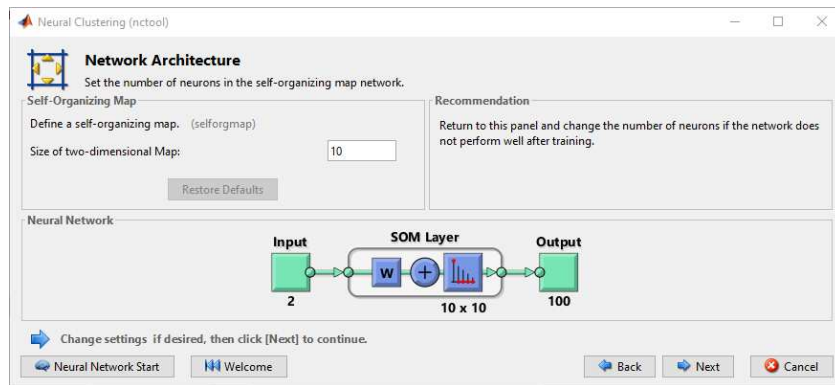 Neural Clustering (nctool)
Network Architecture
Set the number of neurons in the self-organizing map network.
Self-Organizing Map
Define a self-organizing map. (selforgmap)
Size of two-dimensional Map: 10
Restore Defaults
Recommendation
Return to this panel and change the number of neurons if the network does
not perform well after training.
Neural Network
Input SOM Layer Output
W
2 10 x 10 100
Change settings if desired, then click [Next] to continue.
Neural Network Start Welcome Back Next Cancel